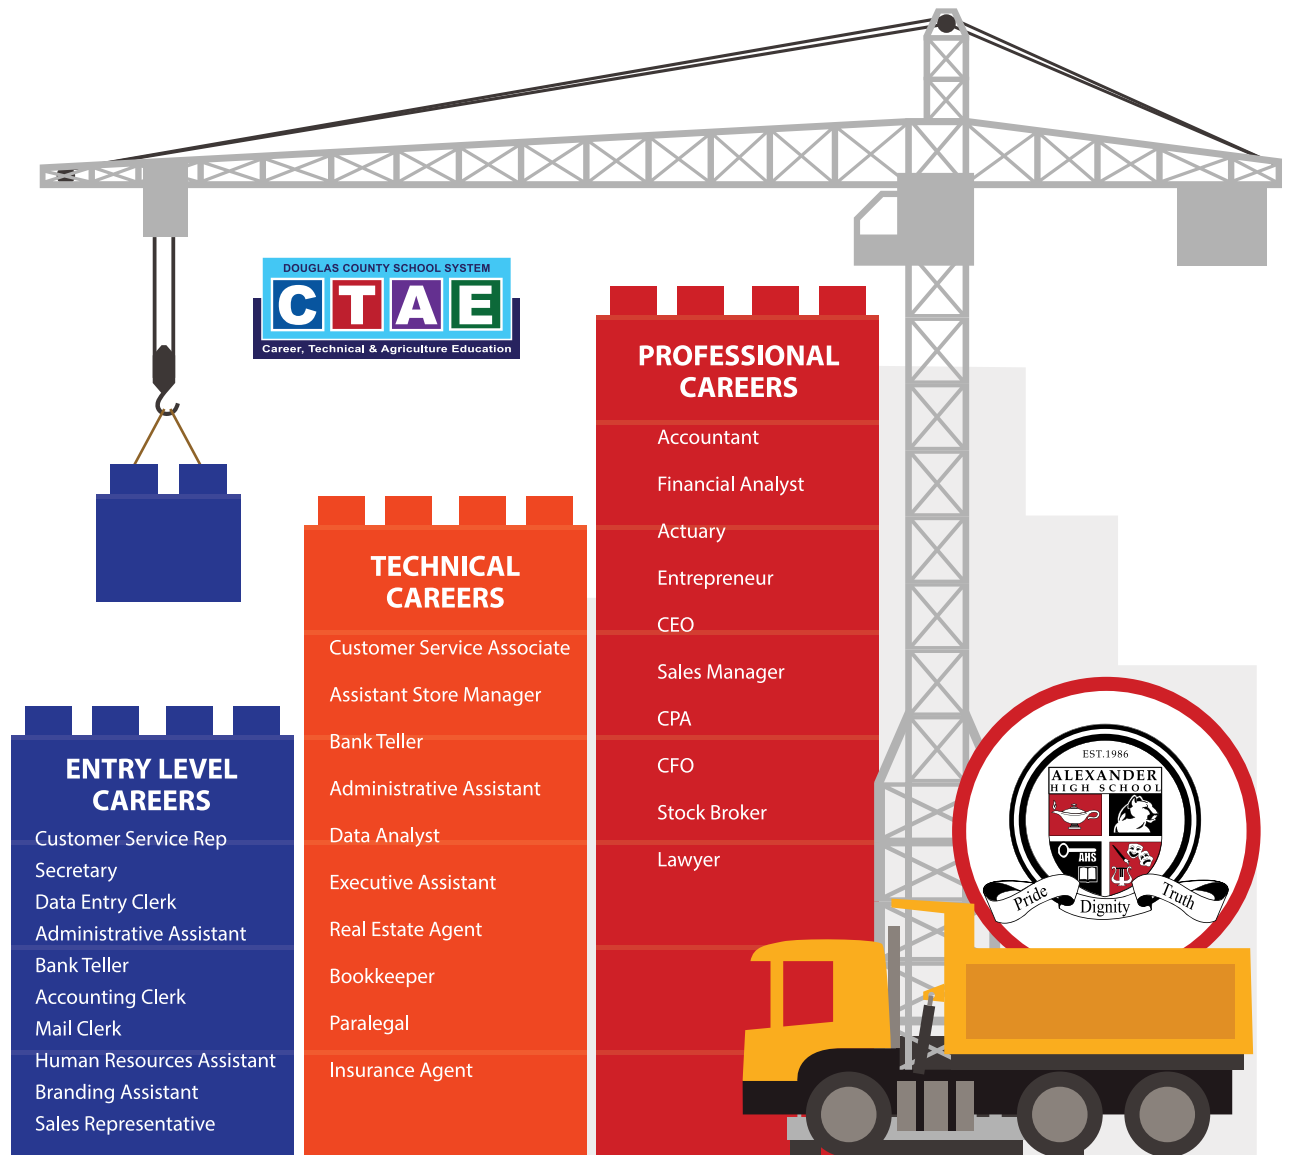 DOUGLAS COUNTY SCHOOL SYSTEM
CTAE
Career, Technical & Agriculture Education
PROFESSIONAL
CAREERS
Accountant
Financial Analyst
Actuary
Entrepreneur
CEO
Sales Manager
CPA
CFO
Stock Broker
Lawyer
TECHNICAL
CAREERS
Customer Service Associate
Assistant Store Manager
Bank Teller
Administrative Assistant
Data Analyst
Executive Assistant
Real Estate Agent
Bookkeeper
Paralegal
Insurance Agent
ENTRY LEVEL
CAREERS
Customer Service Rep
Secretary
Data Entry Clerk
Administrative Assistant
Bank Teller
Accounting Clerk
Mail Clerk
Human Resources Assistant
Branding Assistant
Sales Representative
EST.1986
ALEXANDER
HIGH SCHOOL
AHS
Pride
Dignity
Truth